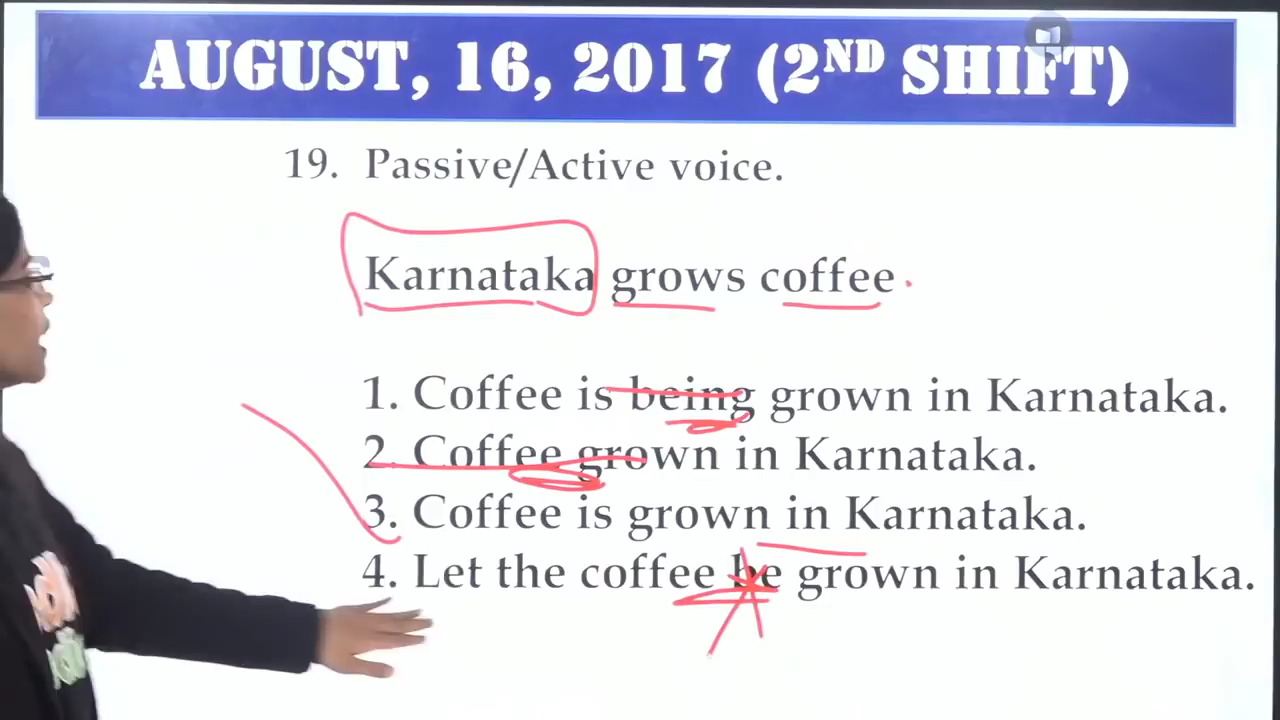 AUGUST, 16, 2017 (2ND SHIFT)
19. Passive/Active voice.
Karnataka grows coffee.
1. Coffee is being grown in Karnataka.
2. Coffee grown in Karnataka.
3. Coffee is grown in Karnataka.
4. Let the coffee be grown in Karnataka.